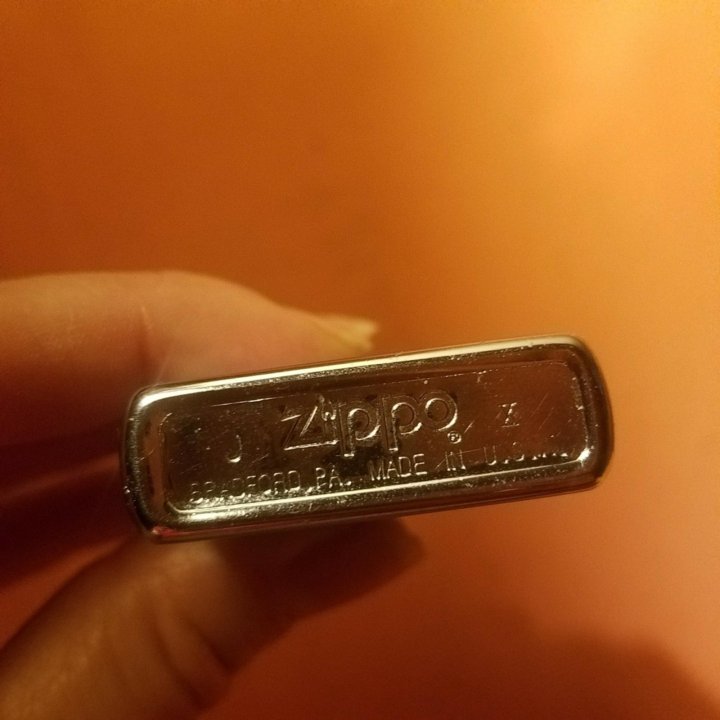 J Zippo ® X
BRADFORD, PA. MADE IN U.S.A.